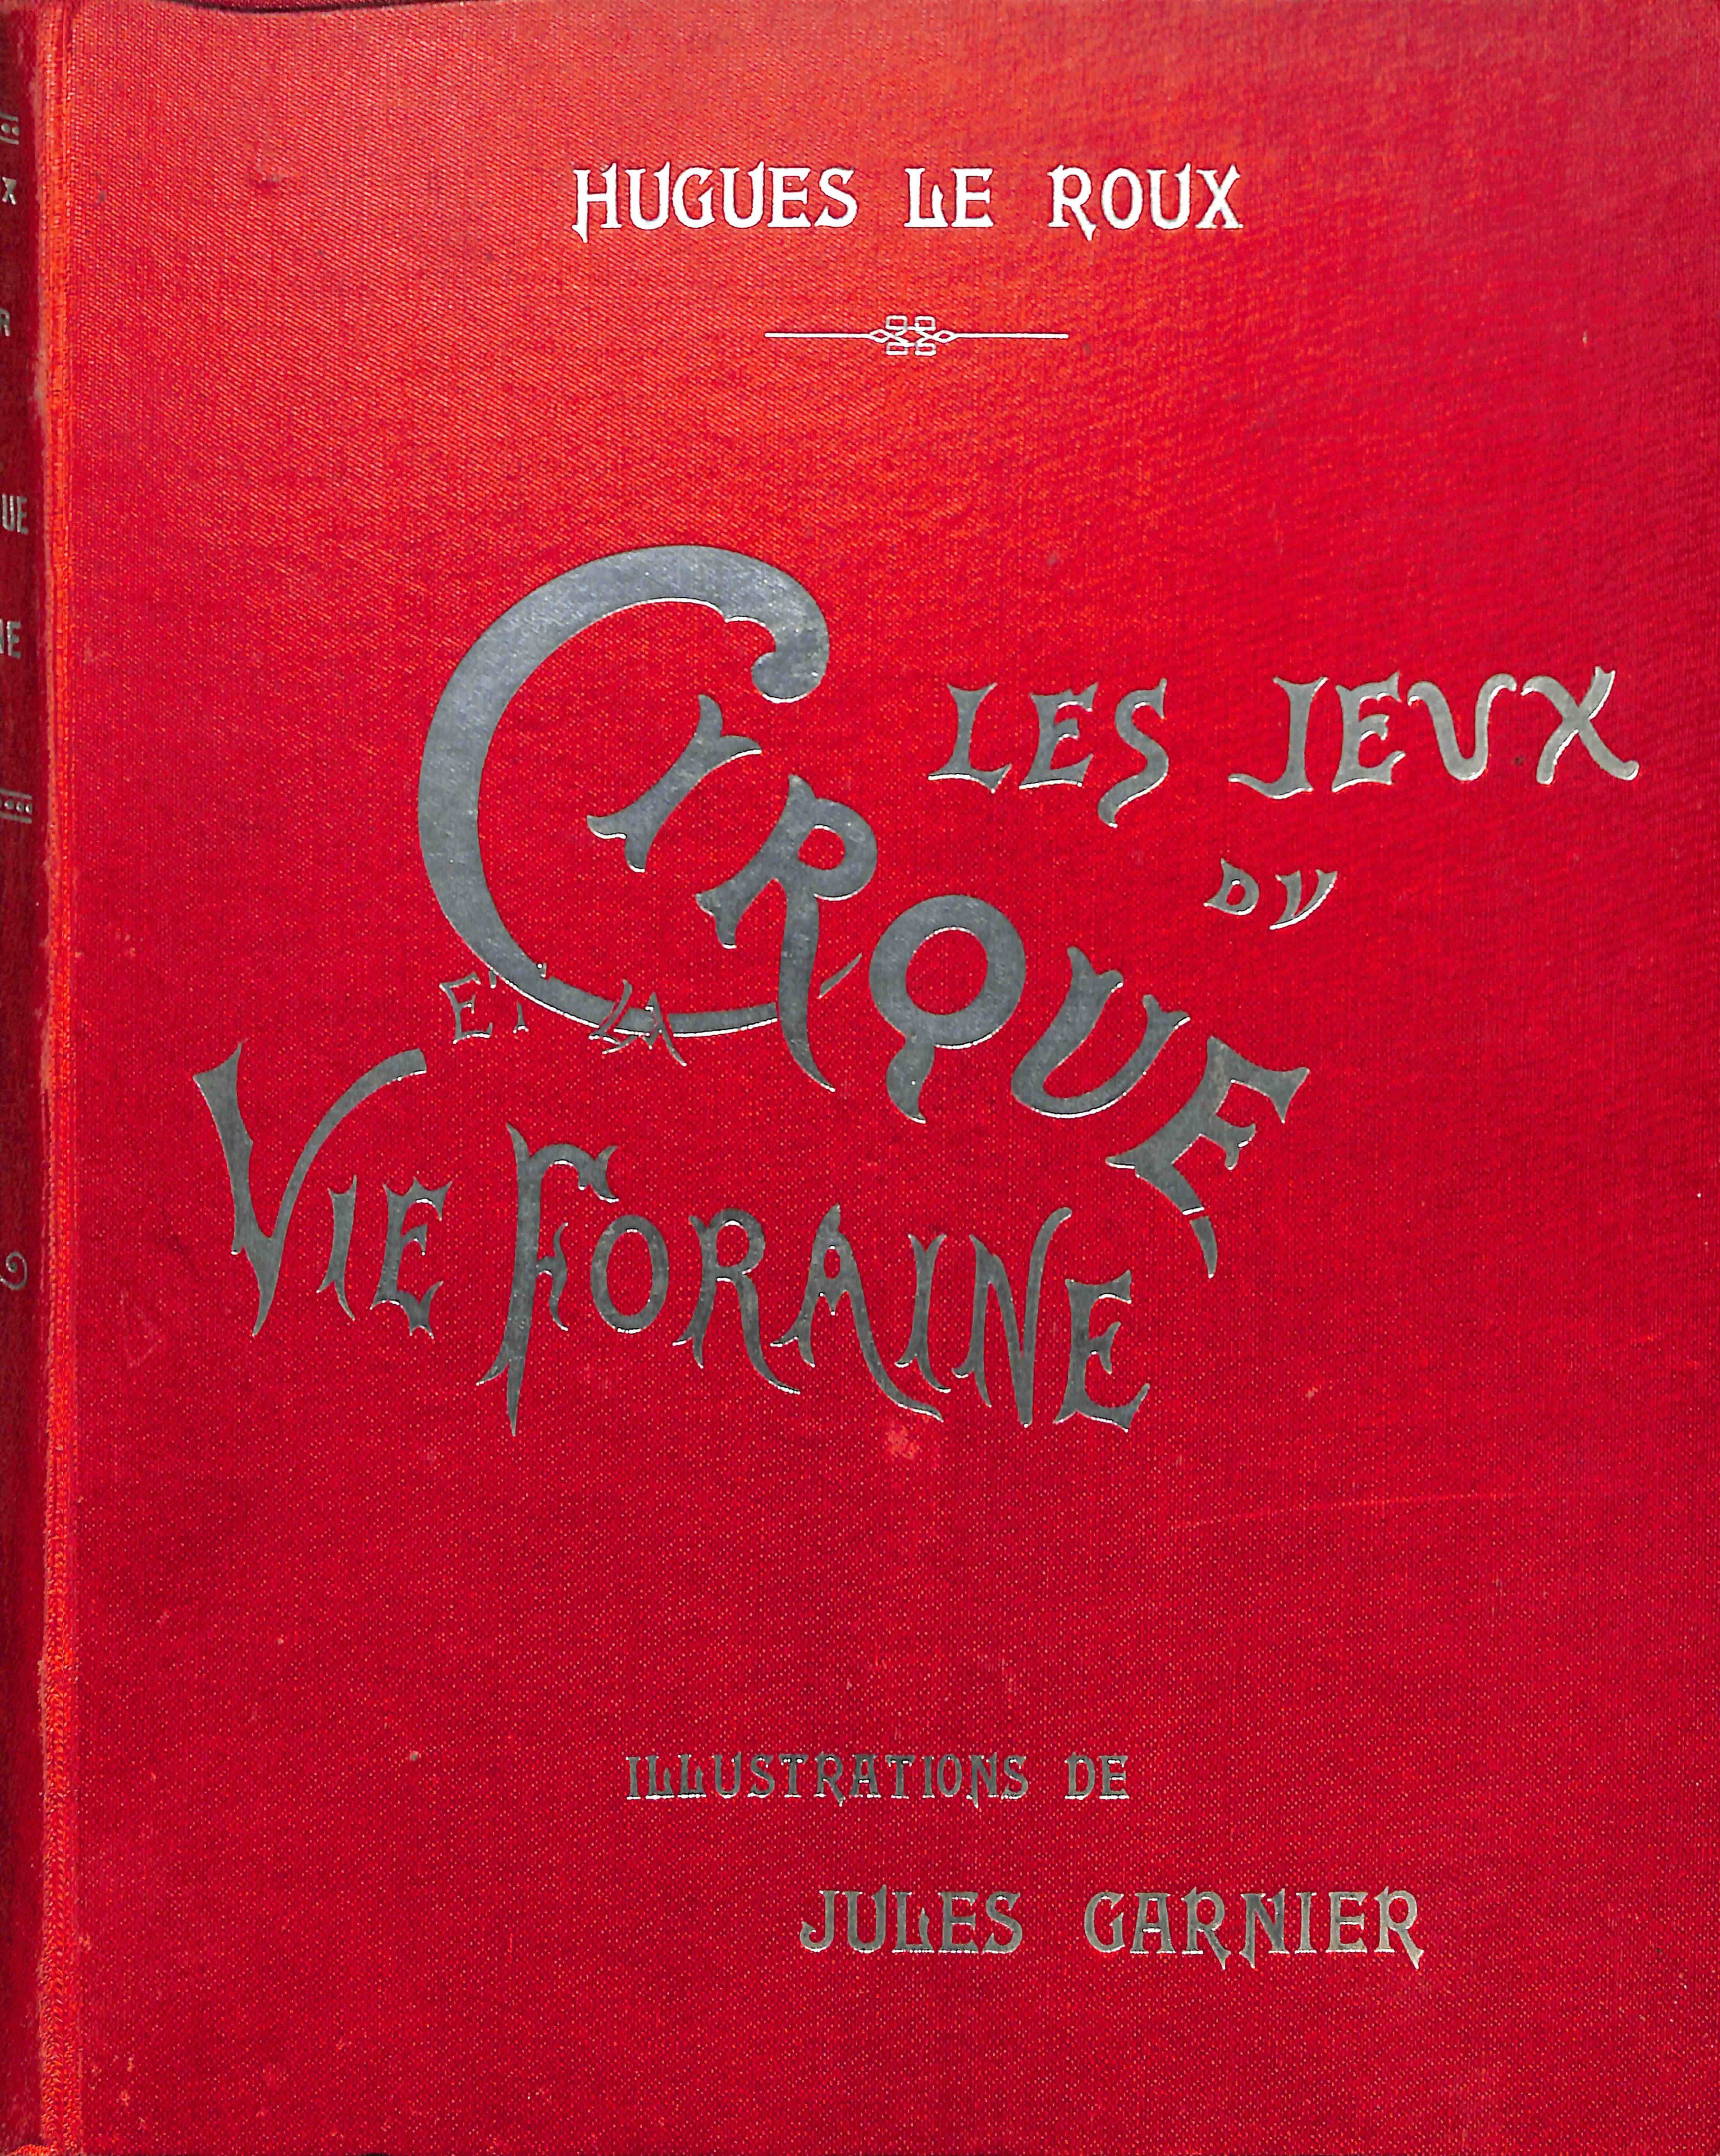 HUGUES LE ROUX
LES JEUX
DU
CIRQUE
ET LA
VIE FORAINE
ILLUSTRATIONS DE
JULES GARNIER